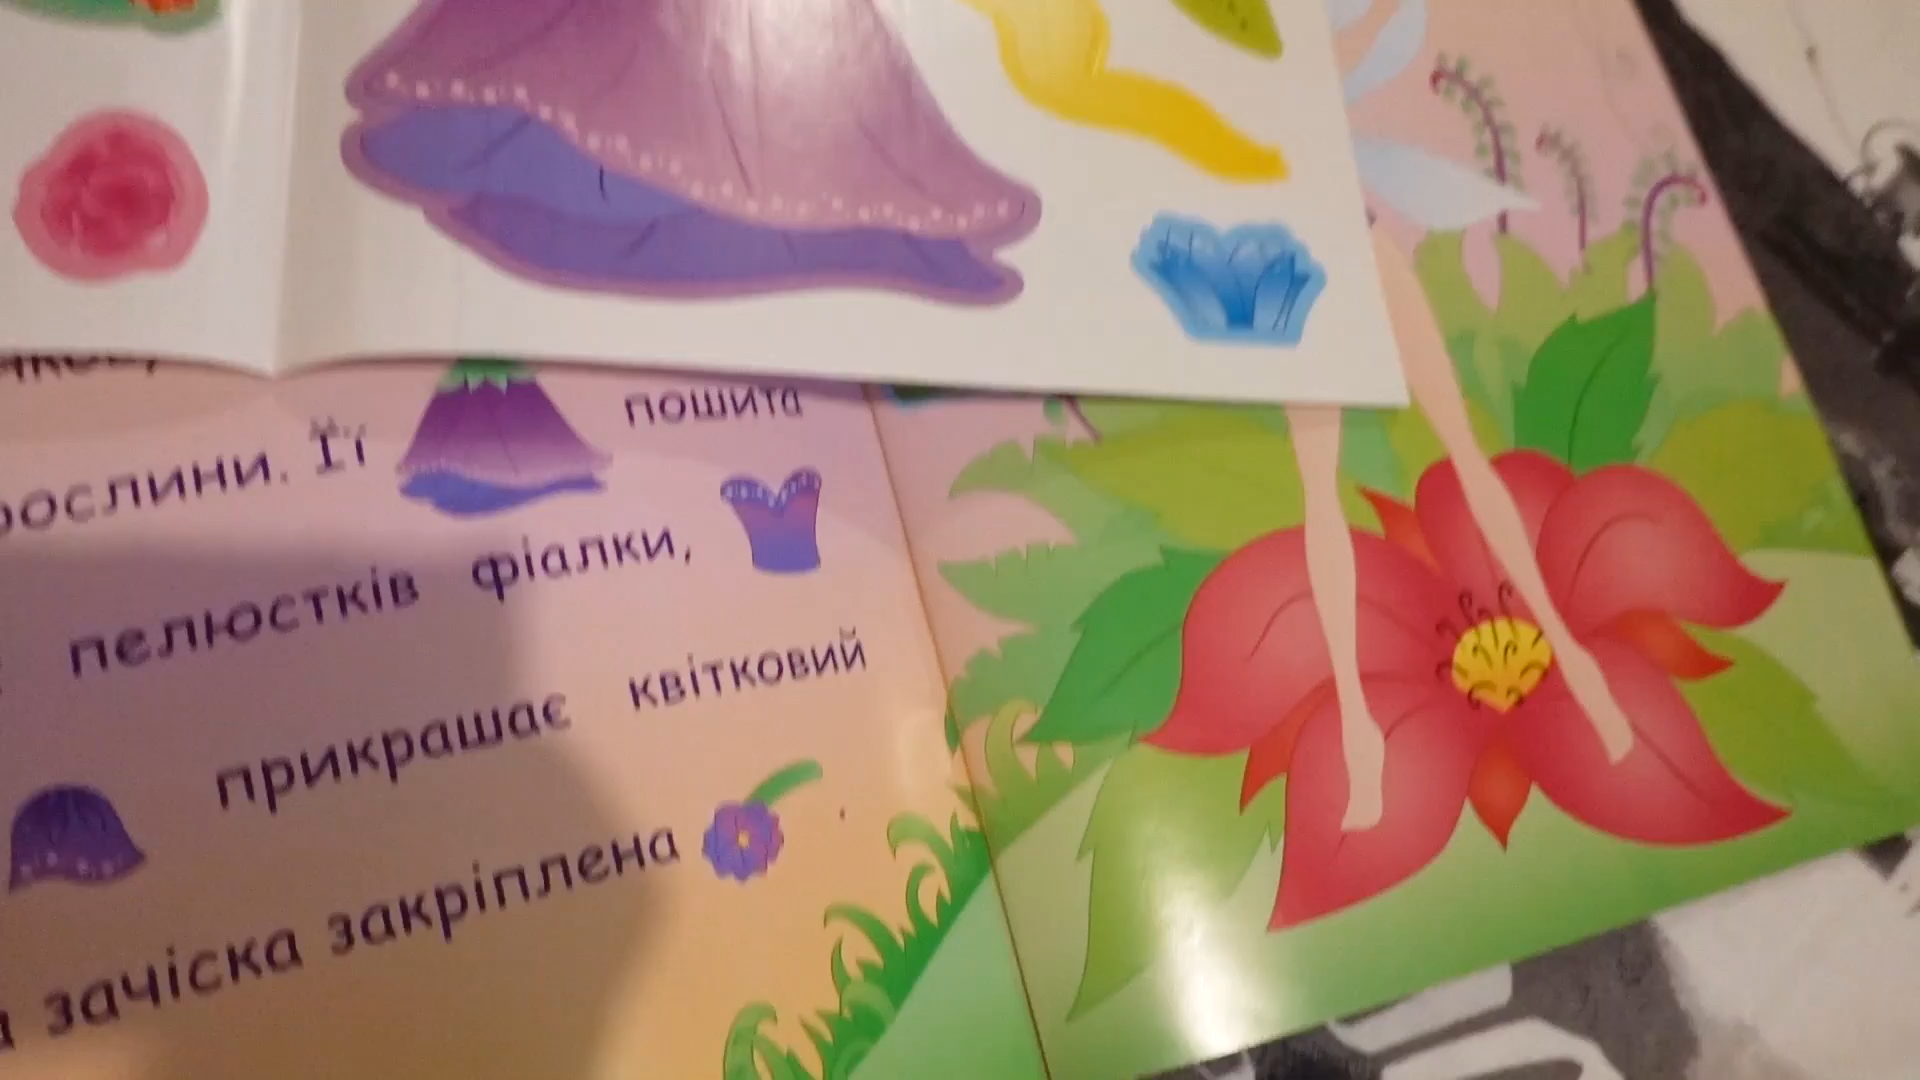 рослини. Її пошита
пелюстків фіалки,
прикрашає квітковий
зачіска закріплена .